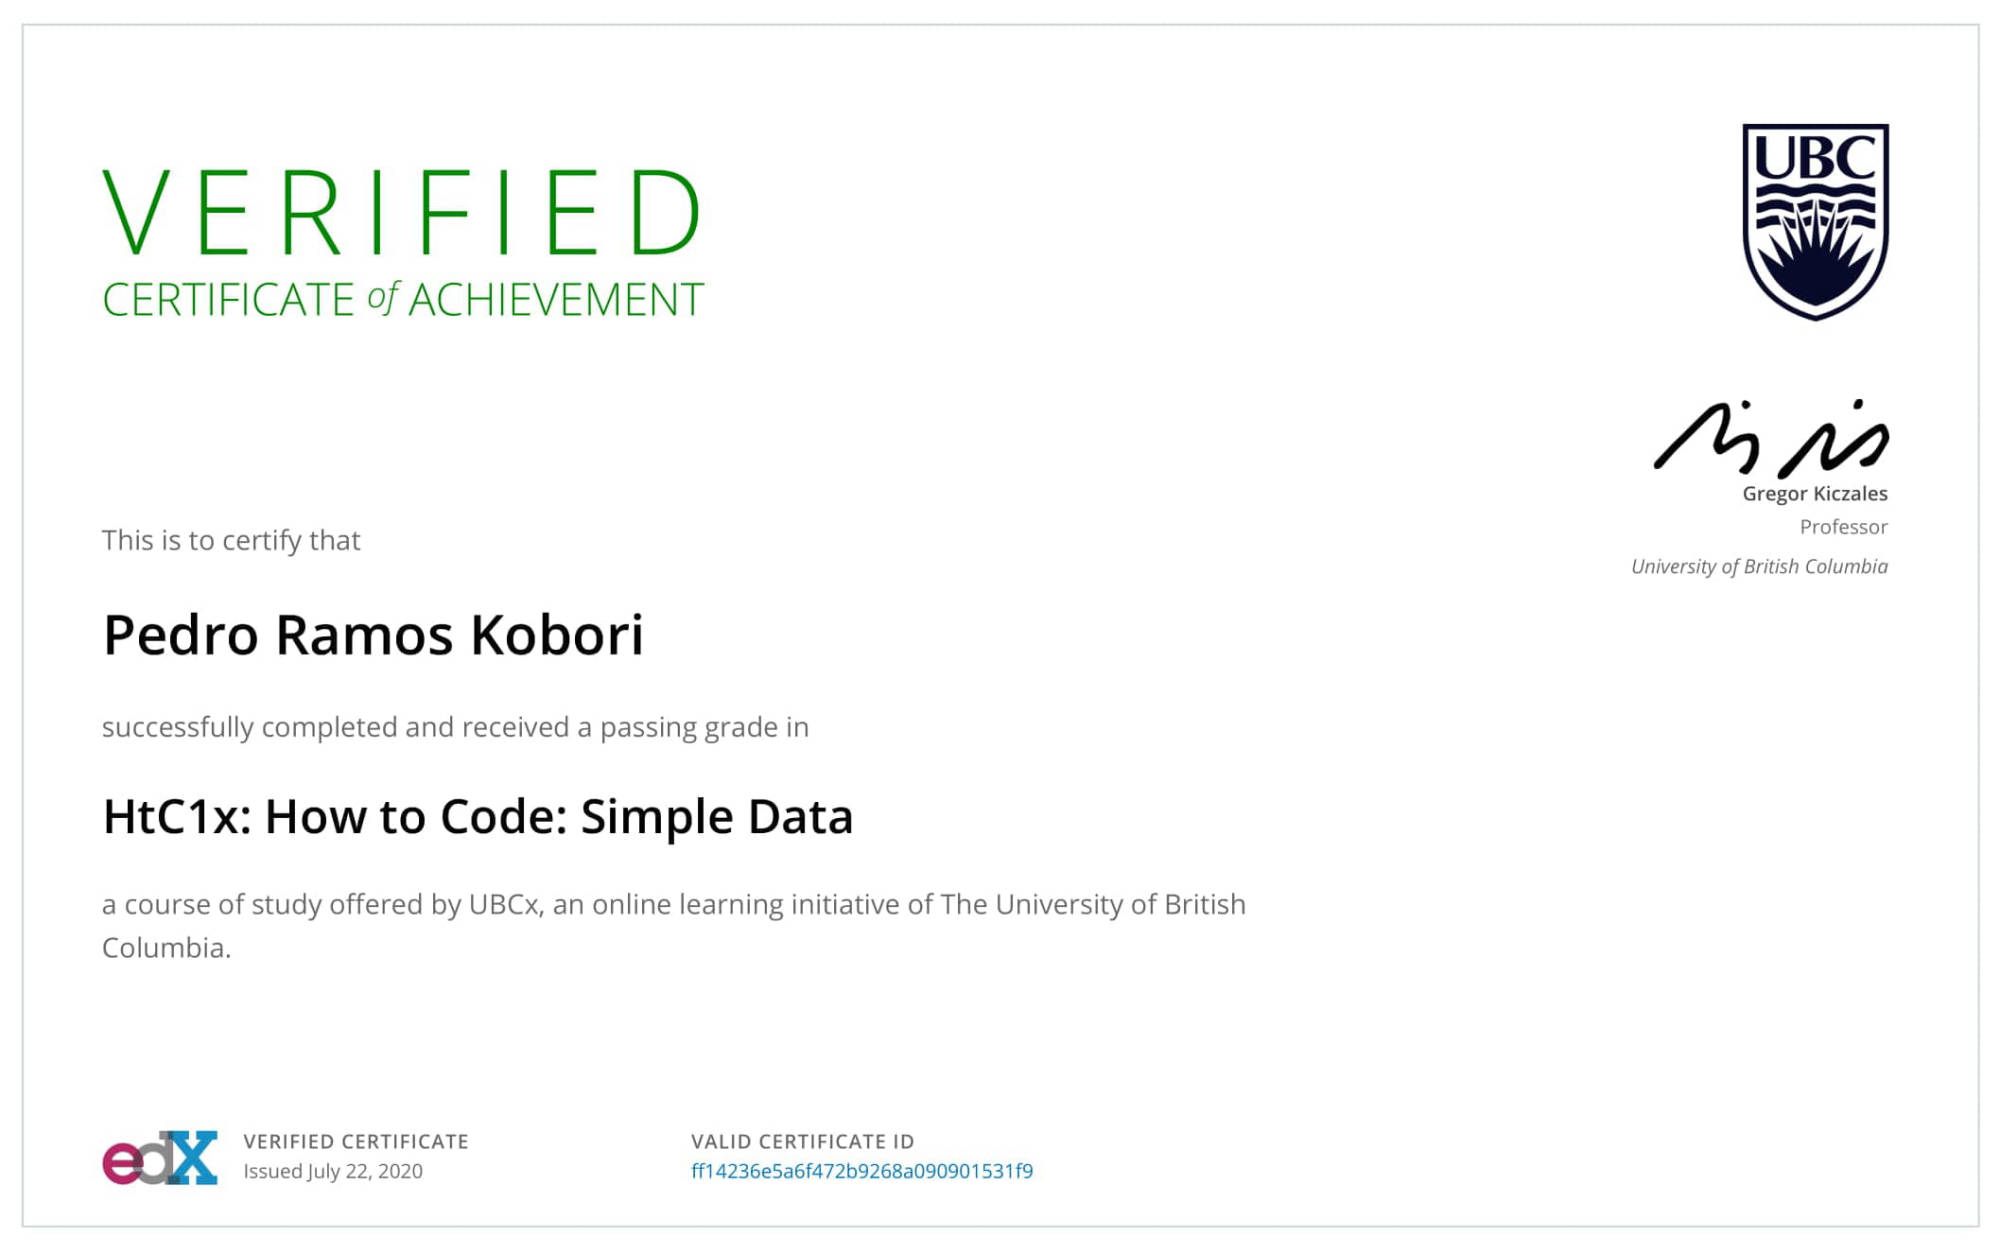 VERIFIED
CERTIFICATE of ACHIEVEMENT
UBC
Gregor Kiczales
Professor
University of British Columbia
This is to certify that
Pedro Ramos Kobori
successfully completed and received a passing grade in
HtC1x: How to Code: Simple Data
a course of study offered by UBCx, an online learning initiative of The University of British
Columbia.
edX
VERIFIED CERTIFICATE
Issued July 22, 2020
VALID CERTIFICATE ID
ff14236e5a6f472b9268a090901531f9